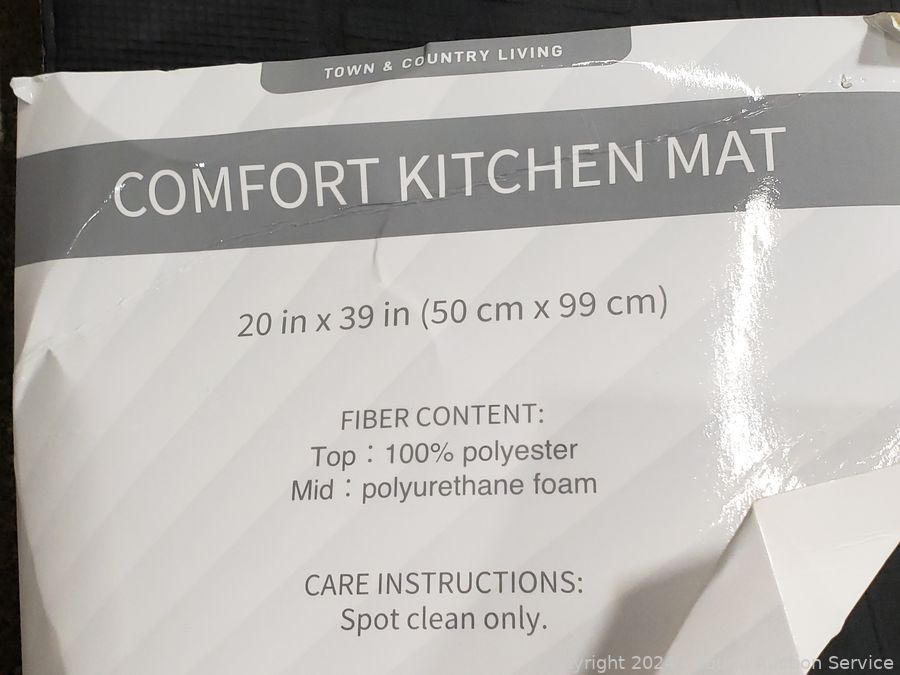 TOWN & COUNTRY LIVING
COMFORT KITCHEN MAT
20 in x 39 in (50 cm x 99 cm)
FIBER CONTENT:
Top : 100% polyester
Mid : polyurethane foam
CARE INSTRUCTIONS:
Spot clean only.
Service